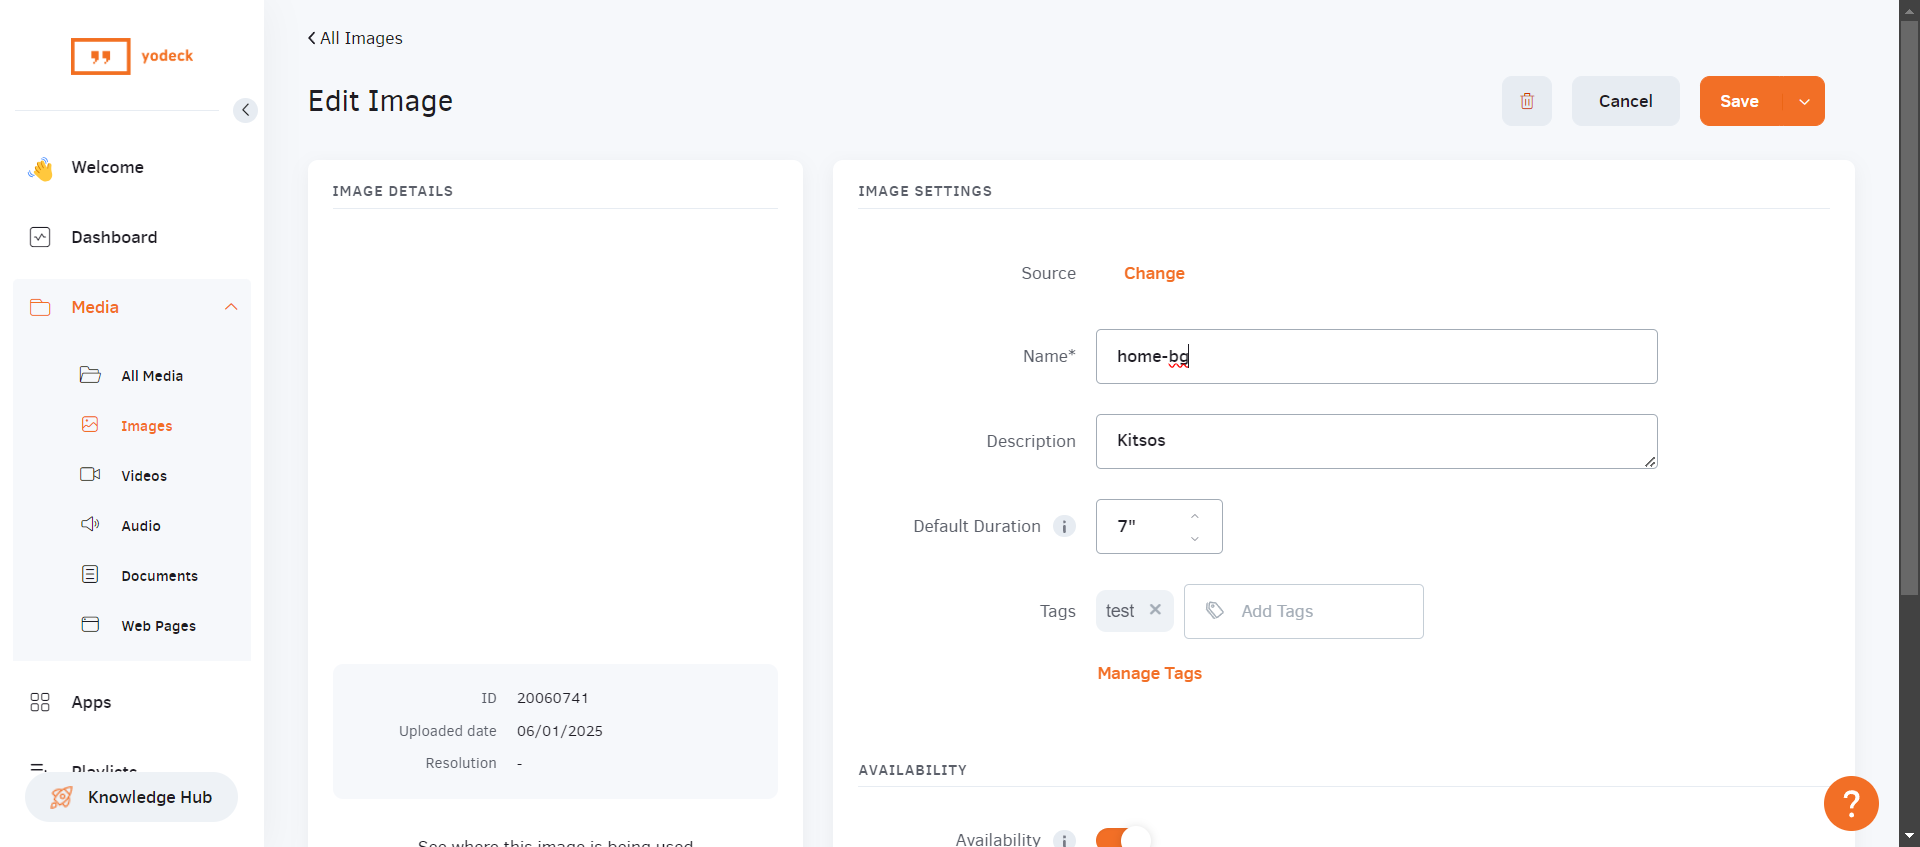 yodeck
All Images
Edit Image
Cancel
Save
Welcome
Dashboard
Media
All Media
Images
Videos
Audio
Documents
Web Pages
Apps
Playlists
Knowledge Hub
IMAGE DETAILS
ID 20060741
Uploaded date 06/01/2025
Resolution -
See where this image is being used
IMAGE SETTINGS
Source Change
Name* home-bg
Description Kitsos
Default Duration i 7"
Tags test × Add Tags
Manage Tags
AVAILABILITY
Availability i
?